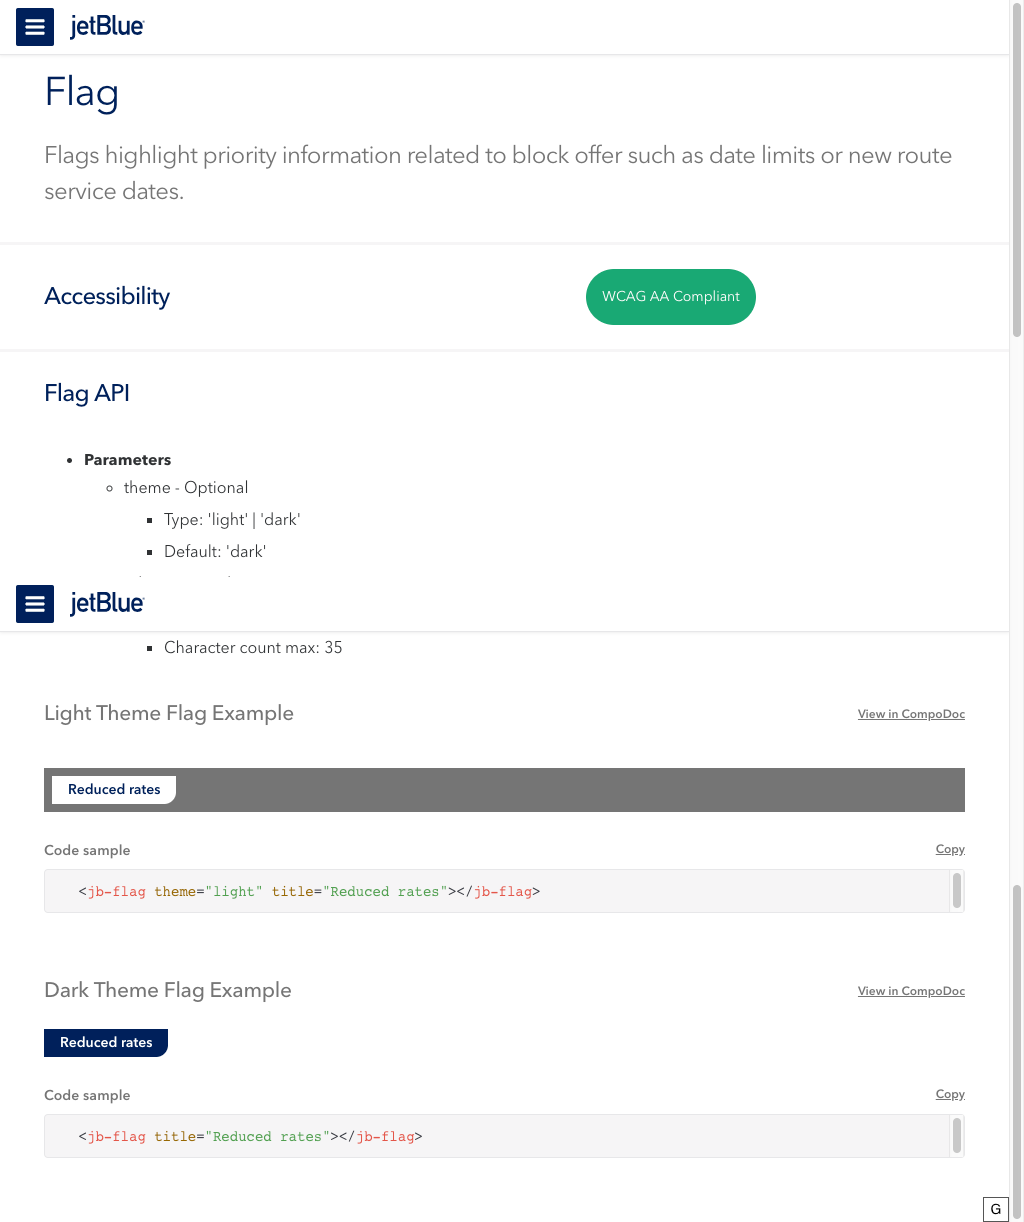 jetBlue
Flag
Flags highlight priority information related to block offer such as date limits or new route
service dates.
Accessibility
WCAG AA Compliant
Flag API
Parameters
theme - Optional
Type: 'light' | 'dark'
Default: 'dark'
jetBlue
Character count max: 35
Light Theme Flag Example
View in CompoDoc
Reduced rates
Code sample
Copy
<jb-flag theme="light" title="Reduced rates"></jb-flag>
Dark Theme Flag Example
View in CompoDoc
Reduced rates
Code sample
Copy
<jb-flag title="Reduced rates"></jb-flag>
G